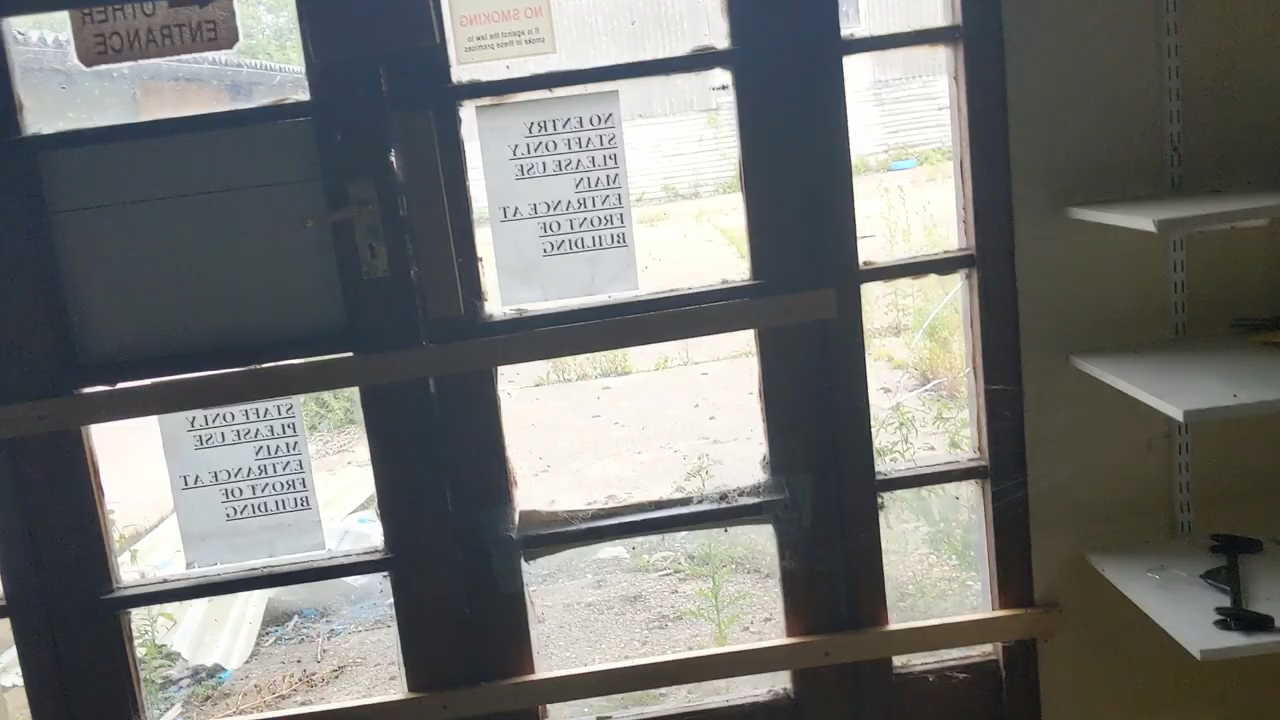 OTHER
ENTRANCE
NO SMOKING
It is against the law to
smoke in these premises
NO ENTRY
STAFF ONLY
PLEASE USE
MAIN
ENTRANCE AT
FRONT OF
BUILDING
STAFF ONLY
PLEASE USE
MAIN
ENTRANCE AT
FRONT OF
BUILDING